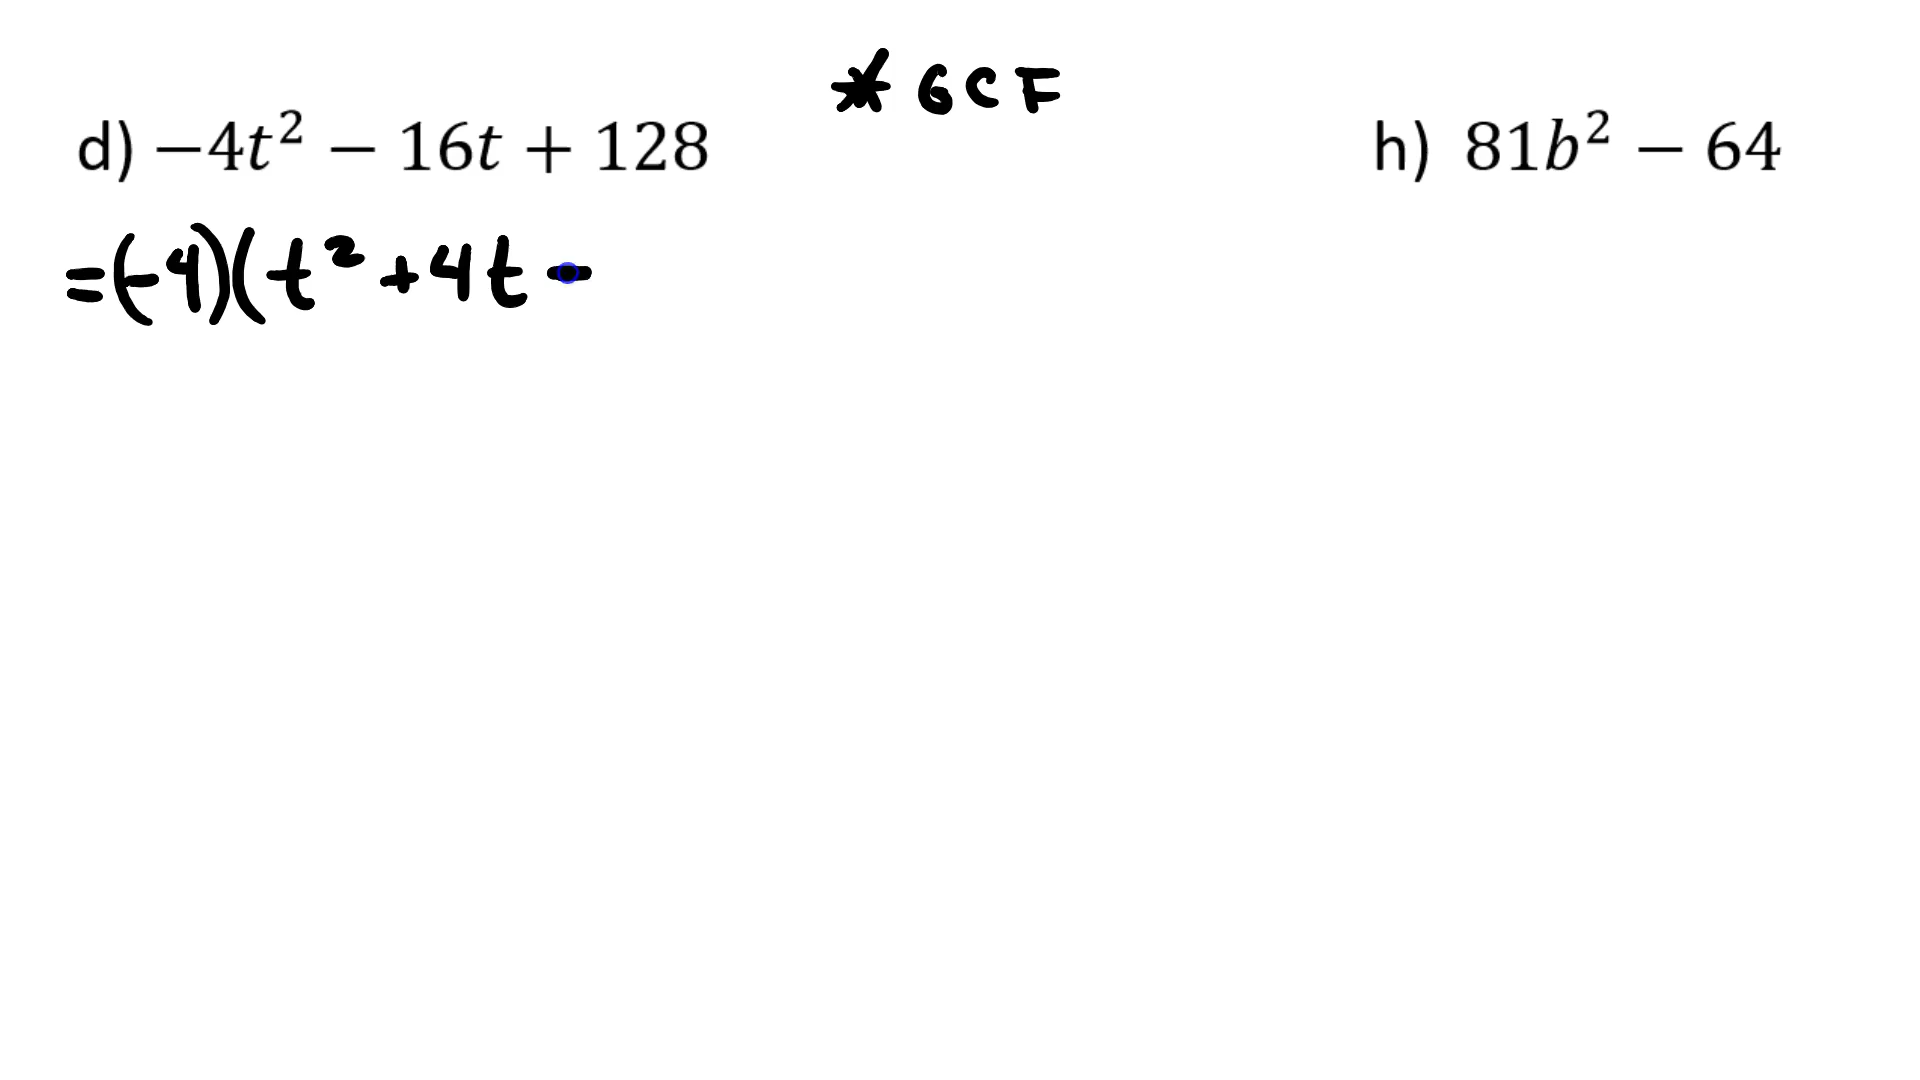 * GCF
d) −4t² − 16t + 128
h) 81b² − 64
=(-4)(t² +4t -